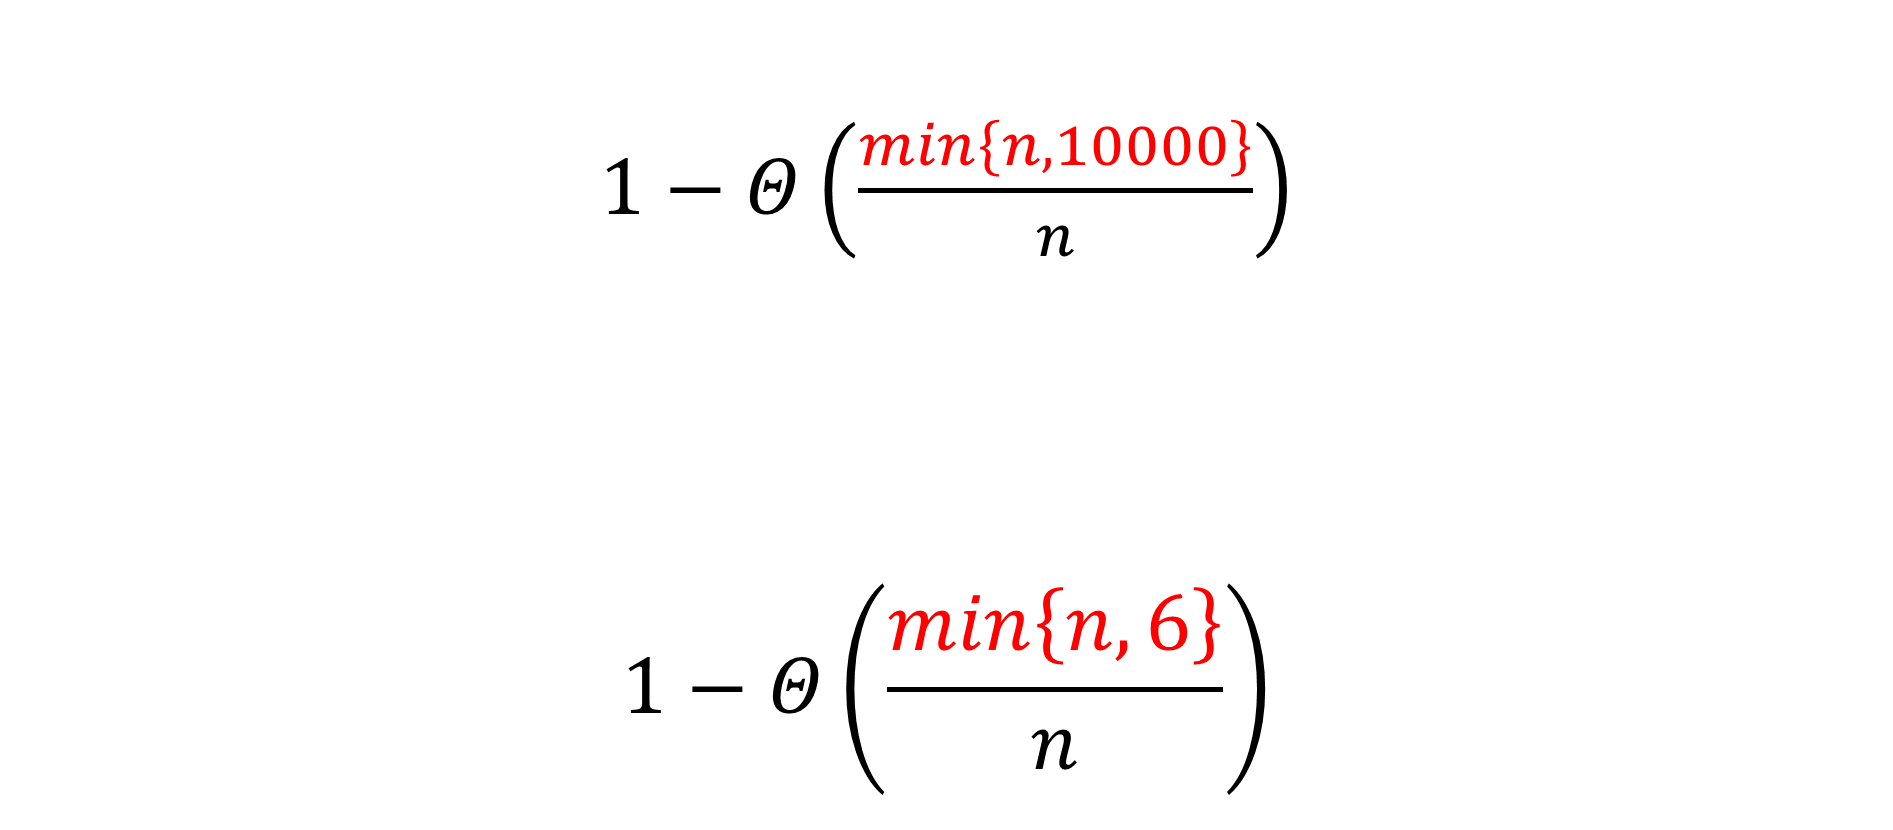 1 − Θ (min{n,10000} / n)
1 − Θ (min{n, 6} / n)